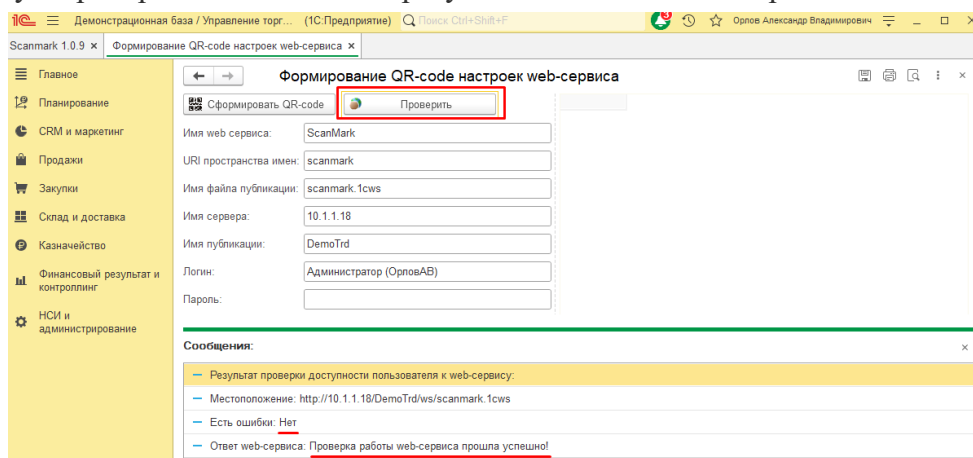 1С Демонстрационная база / Управление торг... (1С:Предприятие) Поиск Ctrl+Shift+F Орлов Александр Владимирович
Scanmark 1.0.9 × Формирование QR-code настроек web-сервиса ×
Главное
Планирование
CRM и маркетинг
Продажи
Закупки
Склад и доставка
Казначейство
Финансовый результат и
контроллинг
НСИ и
администрирование
Формирование QR-code настроек web-сервиса
Сформировать QR-code Проверить
Имя web сервиса: ScanMark
URI пространства имен: scanmark
Имя файла публикации: scanmark.1cws
Имя сервера: 10.1.1.18
Имя публикации: DemoTrd
Логин: Администратор (ОрловАВ)
Пароль:
Сообщения:
Результат проверки доступности пользователя к web-сервису:
Местоположение: http://10.1.1.18/DemoTrd/ws/scanmark.1cws
Есть ошибки: Нет
Ответ web-сервиса: Проверка работы web-сервиса прошла успешно!